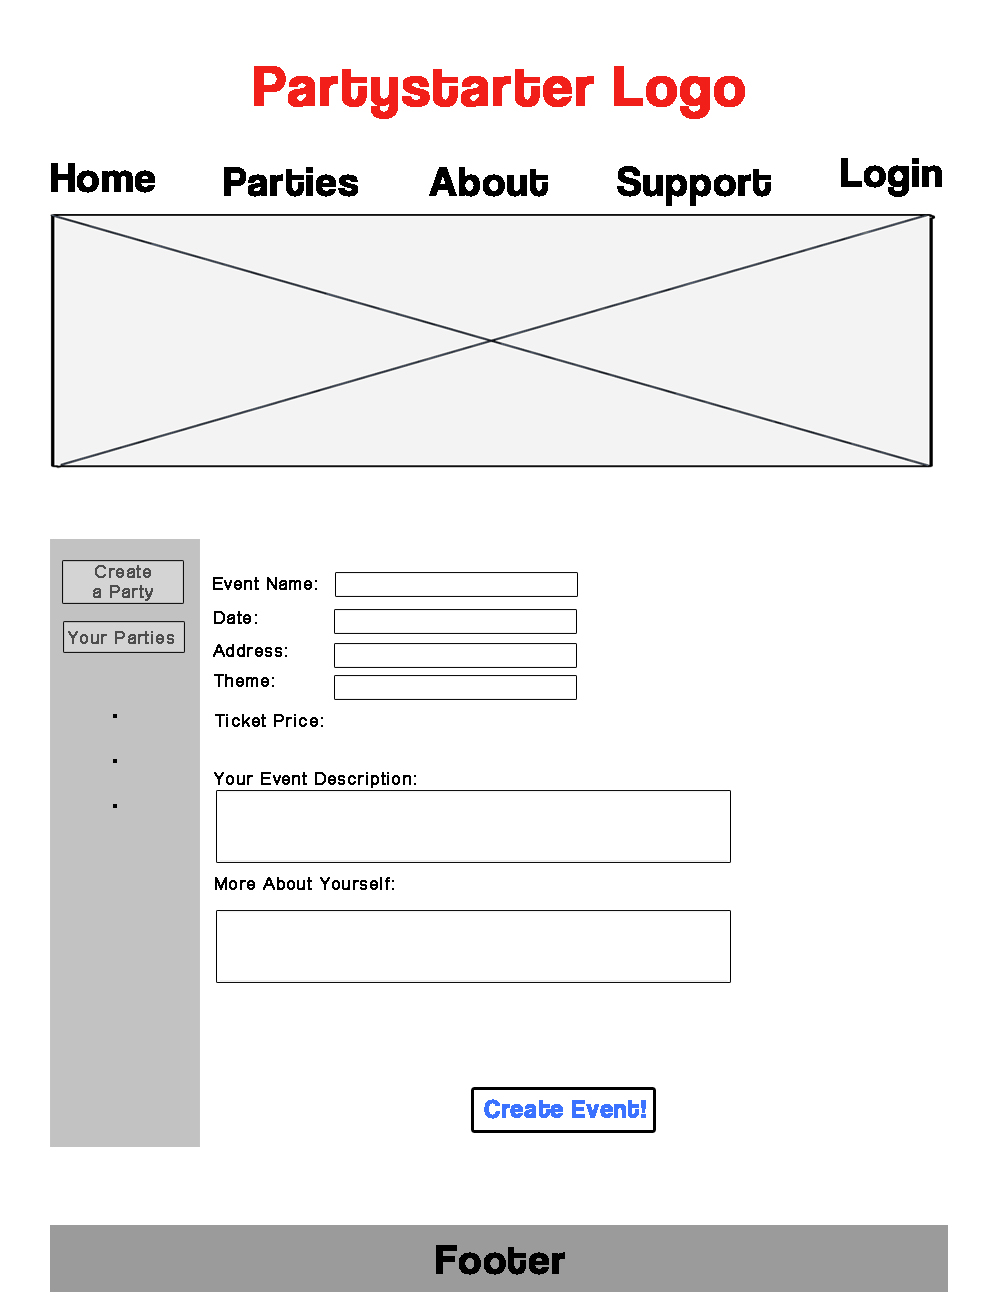 Partystarter Logo
Home Parties About Support Login
Create
a Party
Your Parties
Event Name:
Date:
Address:
Theme:
Ticket Price:
Your Event Description:
More About Yourself:
Create Event!
Footer